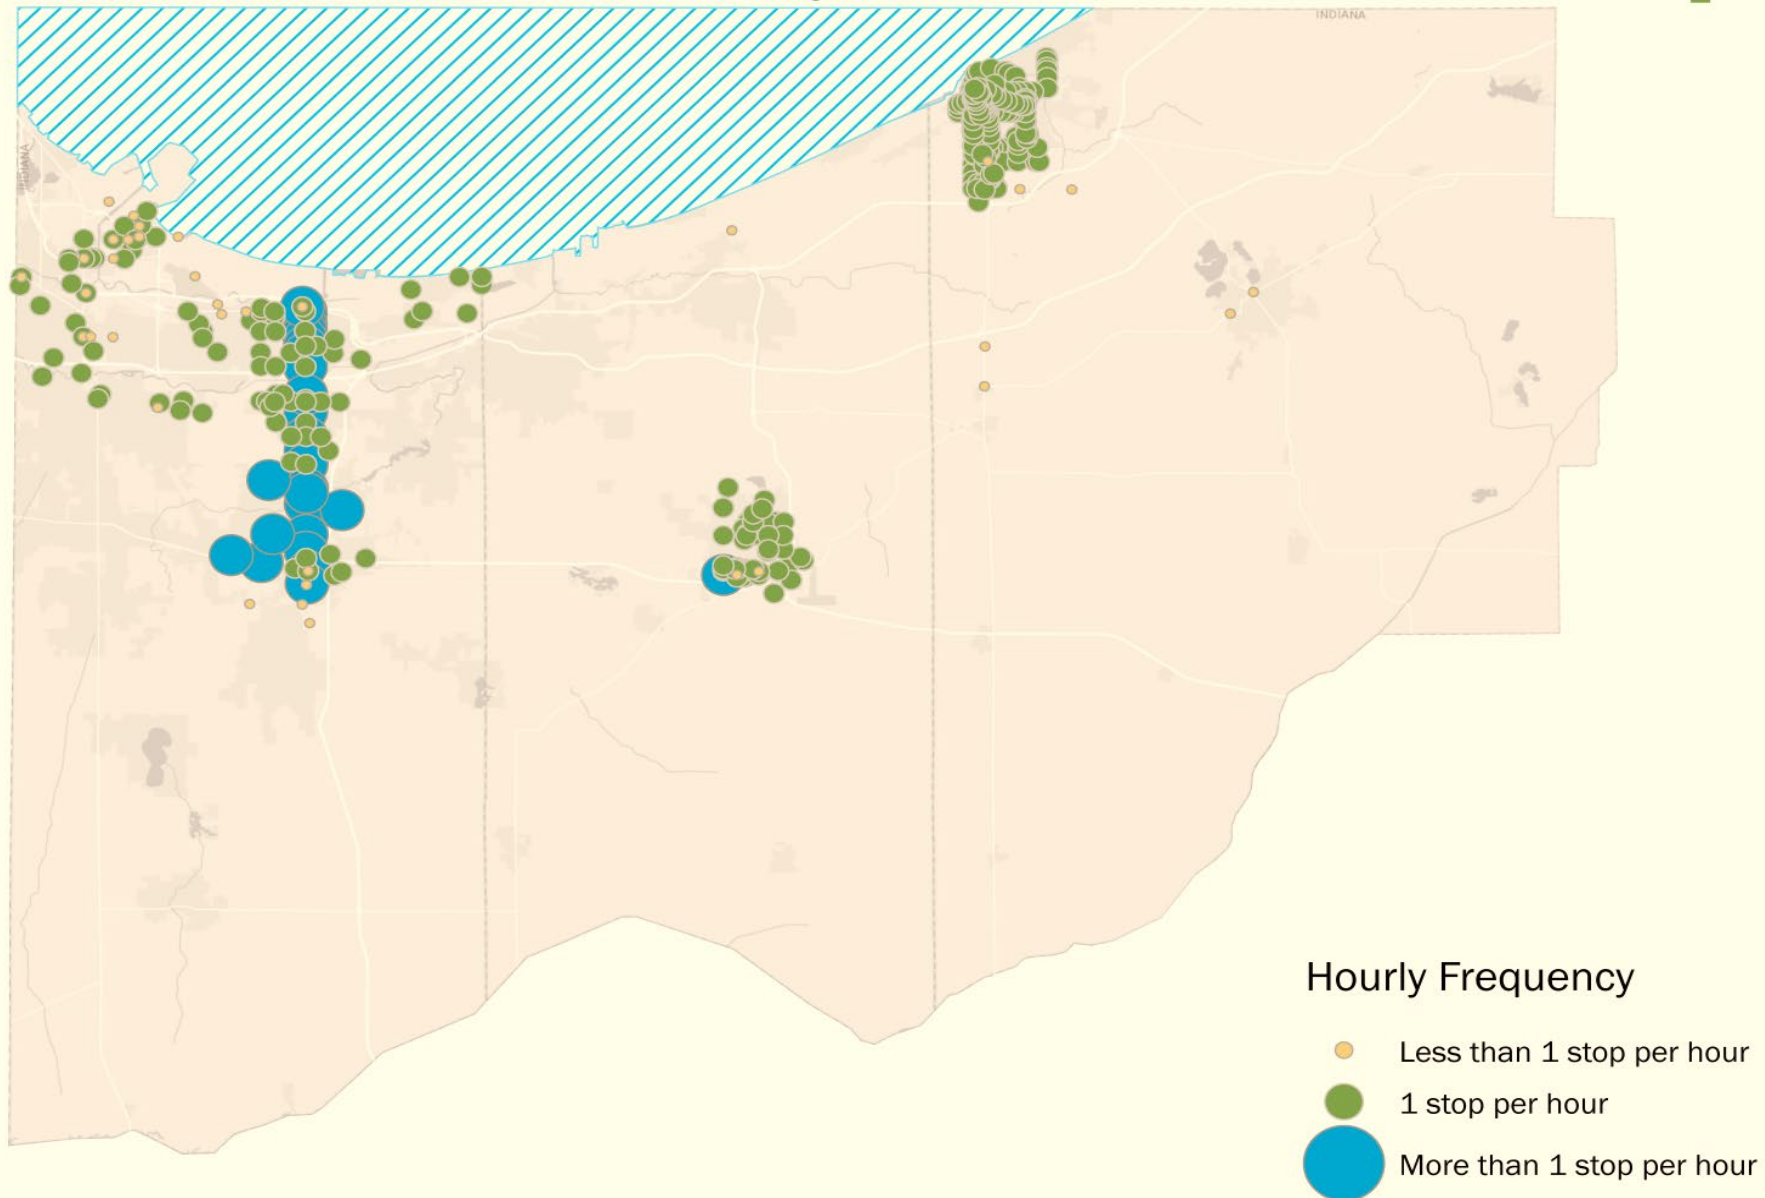 INDIANA
INDIANA
Hourly Frequency
Less than 1 stop per hour
1 stop per hour
More than 1 stop per hour